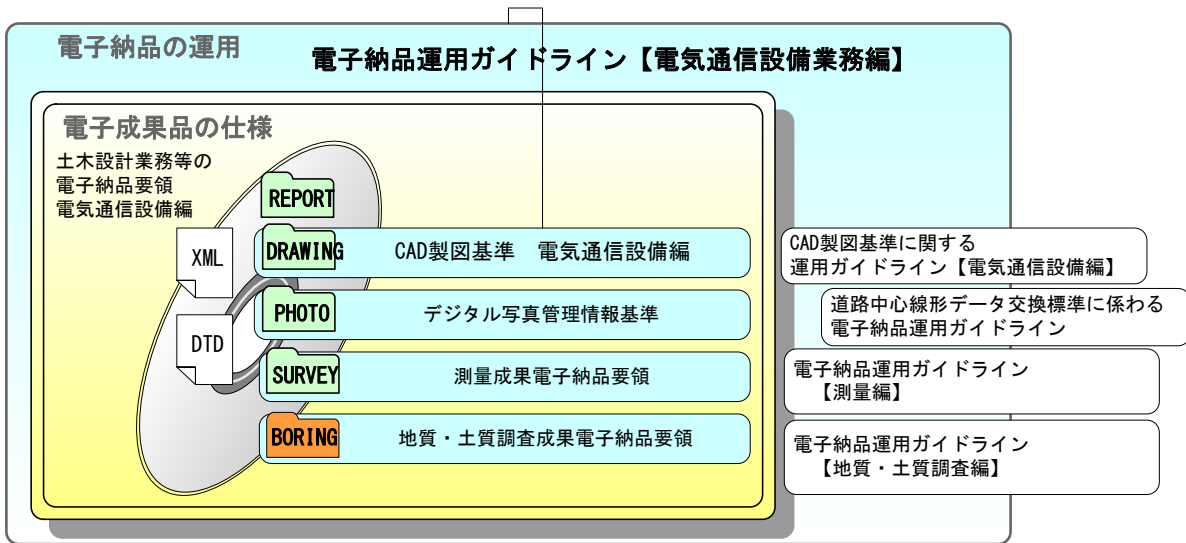 電子納品の運用
電子納品運用ガイドライン【電気通信設備業務編】
電子成果品の仕様
土木設計業務等の
電子納品要領
電気通信設備編
REPORT
XML
DRAWING
CAD製図基準　電気通信設備編
CAD製図基準に関する
運用ガイドライン【電気通信設備編】
PHOTO
デジタル写真管理情報基準
道路中心線形データ交換標準に係わる
電子納品運用ガイドライン
DTD
SURVEY
測量成果電子納品要領
電子納品運用ガイドライン
【測量編】
BORING
地質・土質調査成果電子納品要領
電子納品運用ガイドライン
【地質・土質調査編】